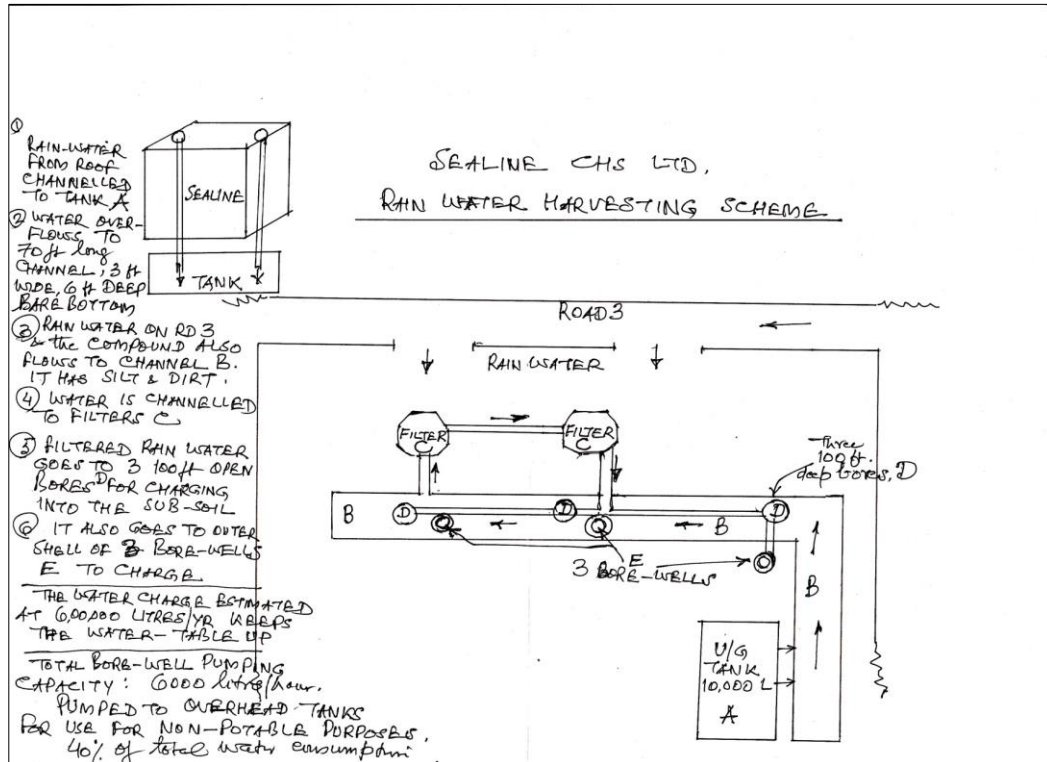 SEALINE CHS LTD.
RAIN WATER HARVESTING SCHEME
①
RAIN-WATER
FROM ROOF
CHANNELLED
TO TANK A
② WATER OVER-
FLOWS TO
70 ft long
CHANNEL, 3 ft
WIDE, 6 ft DEEP
BARE BOTTOM
③ RAIN WATER ON RD 3
& the COMPOUND ALSO
FLOWS TO CHANNEL B.
IT HAS SILT & DIRT.
④ WATER IS CHANNELLED
TO FILTERS C
⑤ FILTERED RAIN WATER
GOES TO 3 100 ft OPEN
BORES D FOR CHARGING
INTO THE SUB-SOIL
⑥ IT ALSO GOES TO OUTER
SHELL OF 3 BORE-WELLS
E TO CHARGE
THE WATER CHARGE ESTIMATED
AT 6,00,000 LITRES/YR KEEPS
THE WATER-TABLE UP
TOTAL BORE-WELL PUMPING
CAPACITY: 6000 litres/hour.
PUMPED TO OVERHEAD TANKS
FOR USE FOR NON-POTABLE PURPOSES.
40% of total water consumption.
SEALINE
TANK
ROAD 3
RAIN WATER
FILTER
C
FILTER
C
Three
100 ft.
deep bores, D
B
D
D
D
B
E
3 BORE-WELLS
B
U/G
TANK
10,000 L
A